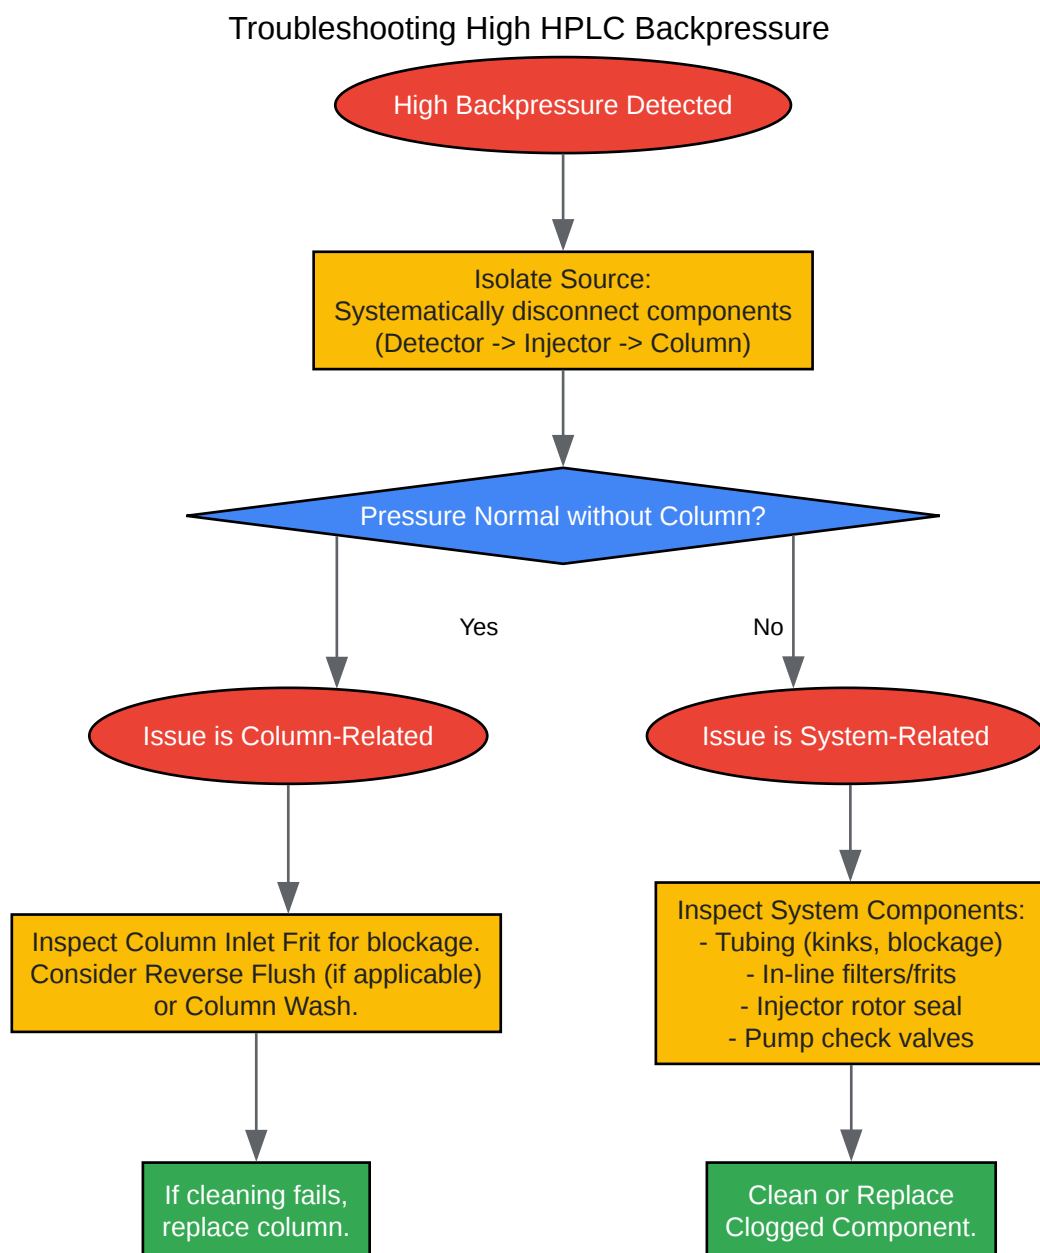 Troubleshooting High HPLC Backpressure
High Backpressure Detected
Isolate Source:
Systematically disconnect components
(Detector -> Injector -> Column)
Pressure Normal without Column?
Yes
No
Issue is Column-Related
Issue is System-Related
Inspect Column Inlet Frit for blockage.
Consider Reverse Flush (if applicable)
or Column Wash.
Inspect System Components:
- Tubing (kinks, blockage)
- In-line filters/frits
- Injector rotor seal
- Pump check valves
If cleaning fails,
replace column.
Clean or Replace
Clogged Component.